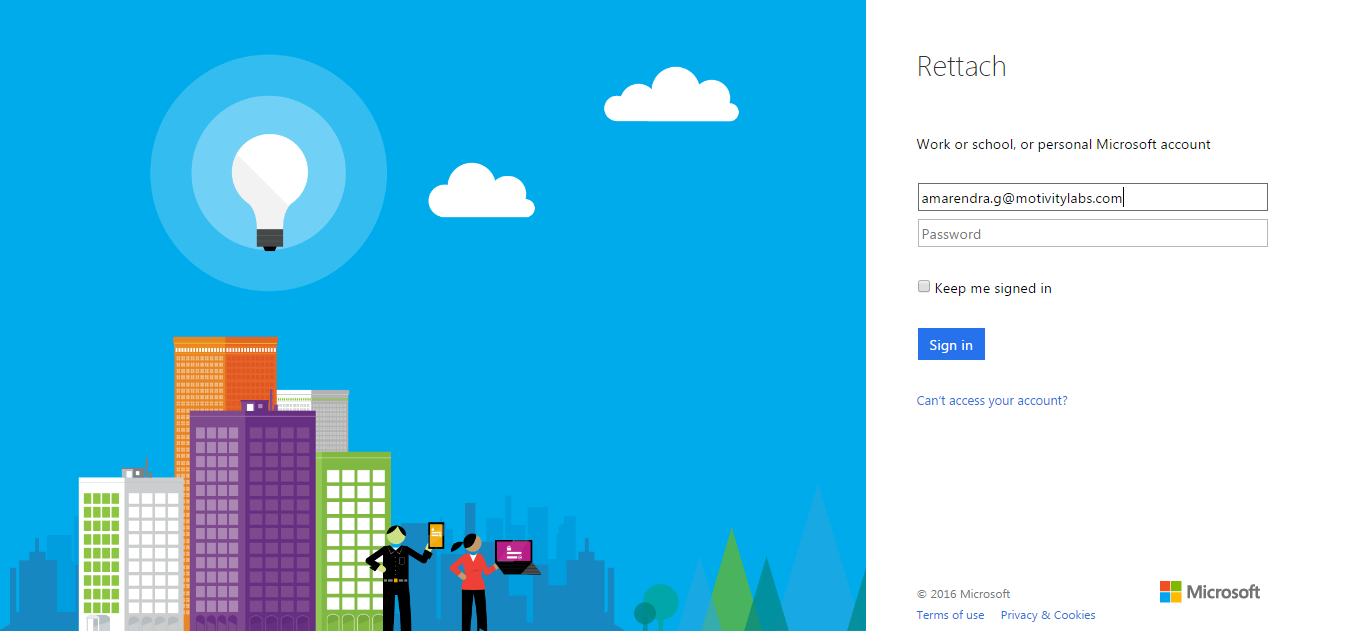 Rettach
Work or school, or personal Microsoft account
amarendra.g@motivitylabs.com
Password
Keep me signed in
Sign in
Can't access your account?
© 2016 Microsoft
Microsoft
Terms of use Privacy & Cookies